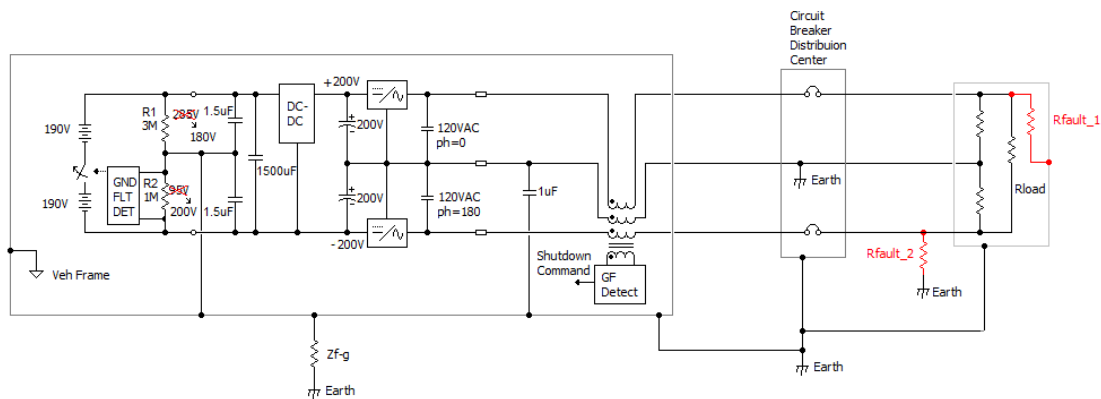 Circuit
Breaker
Distribuion
Center
+200V
190V
R1
3M
285V
180V
1.5uF
DC-
DC
200V
120VAC
ph=0
Rfault_1
GND
FLT
DET
R2
1M
95V
200V
1500uF
1uF
Earth
Rload
190V
1.5uF
200V
120VAC
ph=180
-200V
Shutdown
Command
GF
Detect
Rfault_2
Earth
Veh Frame
Zf-g
Earth
Earth